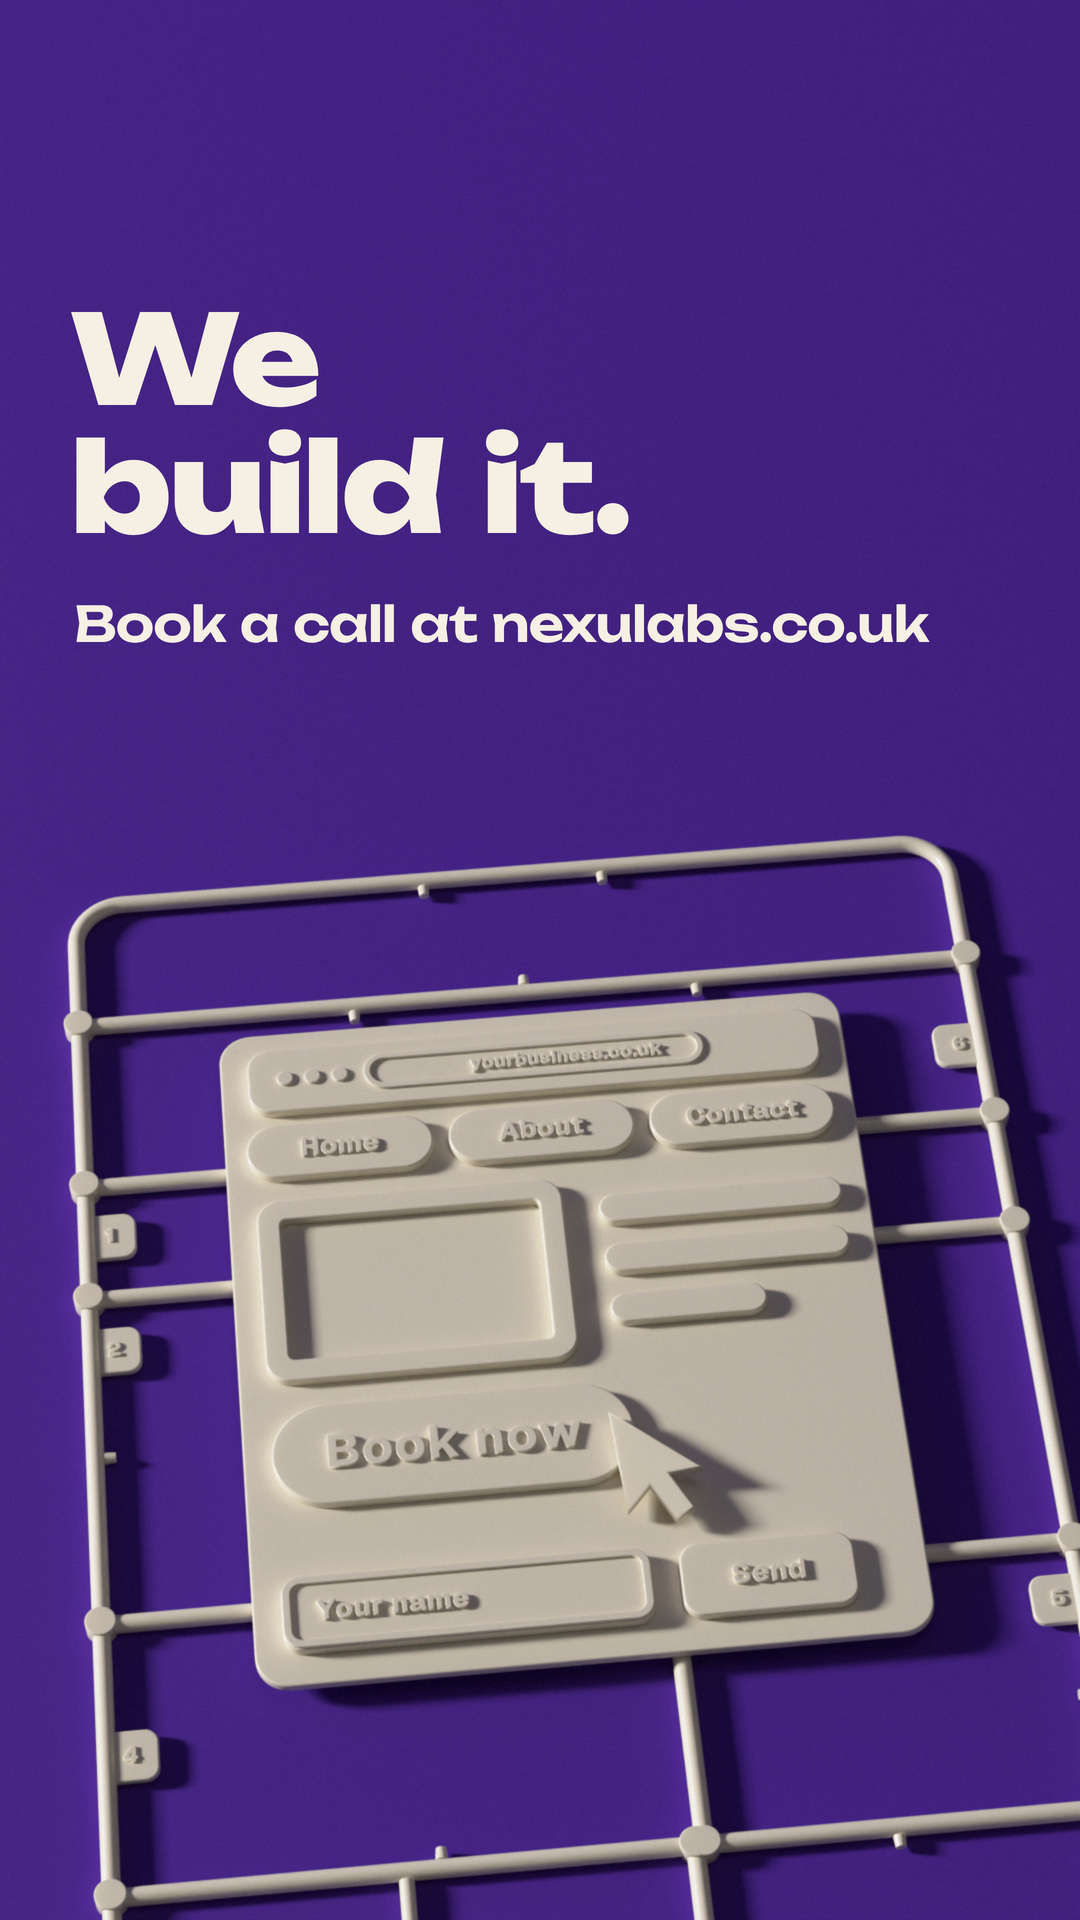 We
build it.
Book a call at nexulabs.co.uk
yourbusiness.co.uk
Home
About
Contact
6
1
2
Book now
Your name
Send
5
4